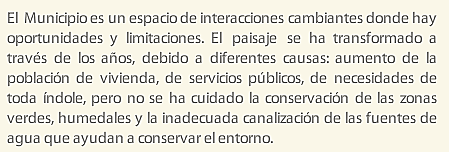 El Municipio es un espacio de interacciones cambiantes donde hay
oportunidades y limitaciones. El paisaje se ha transformado a
través de los años, debido a diferentes causas: aumento de la
población de vivienda, de servicios públicos, de necesidades de
toda índole, pero no se ha cuidado la conservación de las zonas
verdes, humedales y la inadecuada canalización de las fuentes de
agua que ayudan a conservar el entorno.